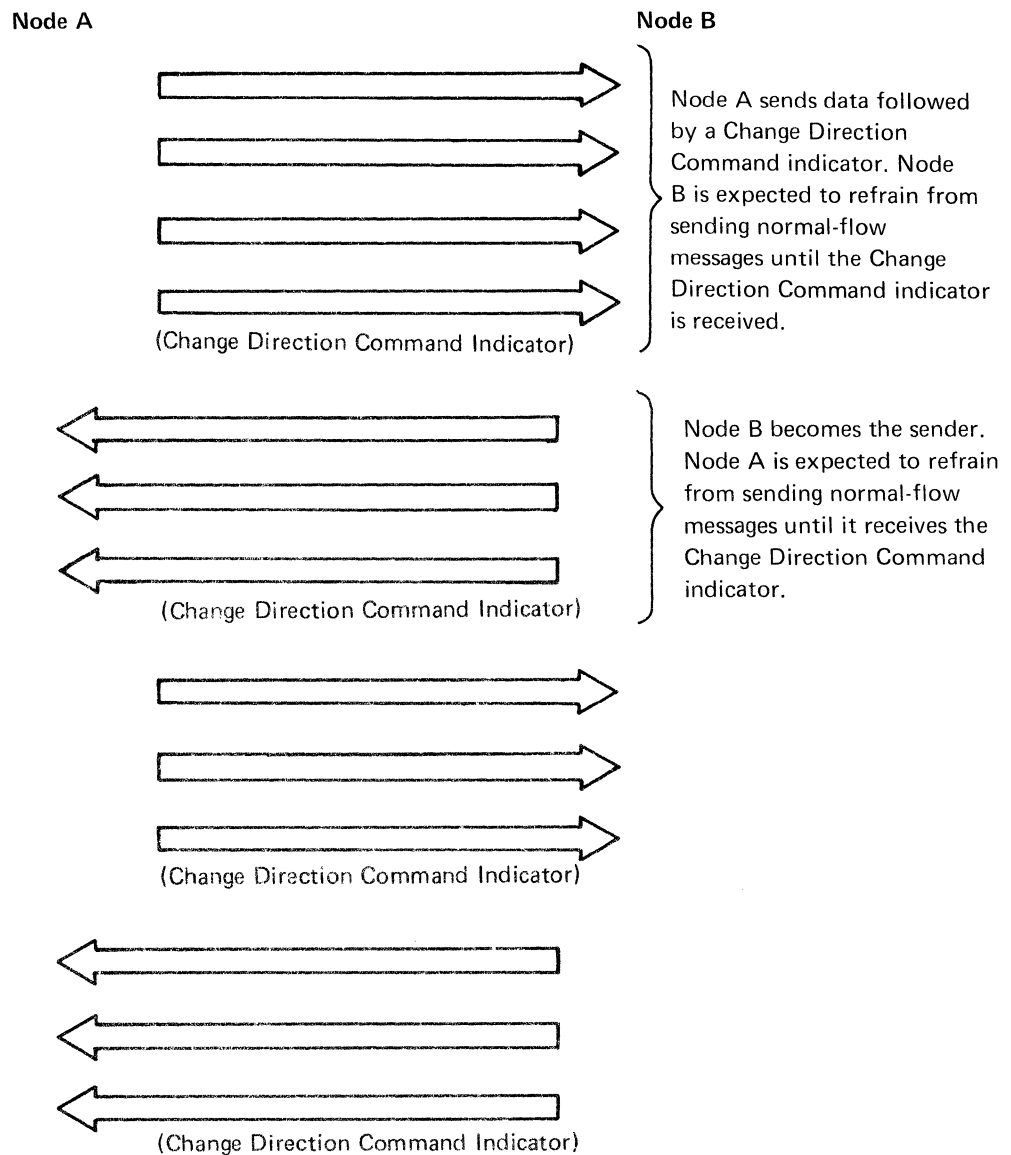 Node A
Node B
Node A sends data followed
by a Change Direction
Command indicator. Node
B is expected to refrain from
sending normal-flow
messages until the Change
Direction Command indicator
is received.
(Change Direction Command Indicator)
Node B becomes the sender.
Node A is expected to refrain
from sending normal-flow
messages until it receives the
Change Direction Command
indicator.
(Change Direction Command Indicator)
(Change Direction Command Indicator)
(Change Direction Command Indicator)